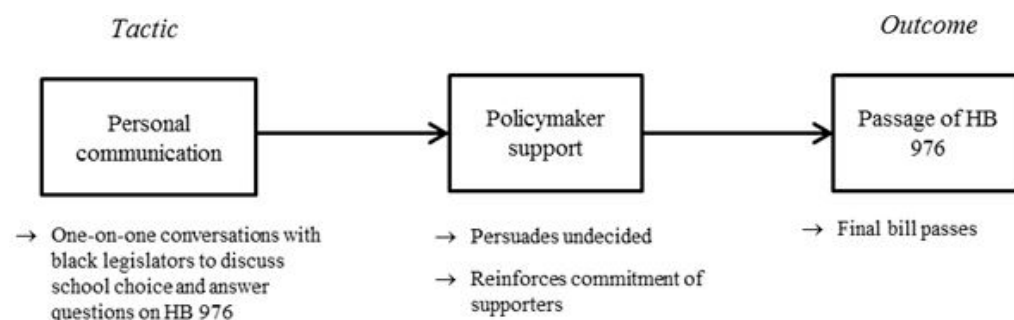 Tactic
Outcome
Personal
communication
Policymaker
support
Passage of HB
976
→ One-on-one conversations with
black legislators to discuss
school choice and answer
questions on HB 976
→ Persuades undecided
→ Reinforces commitment of
supporters
→ Final bill passes